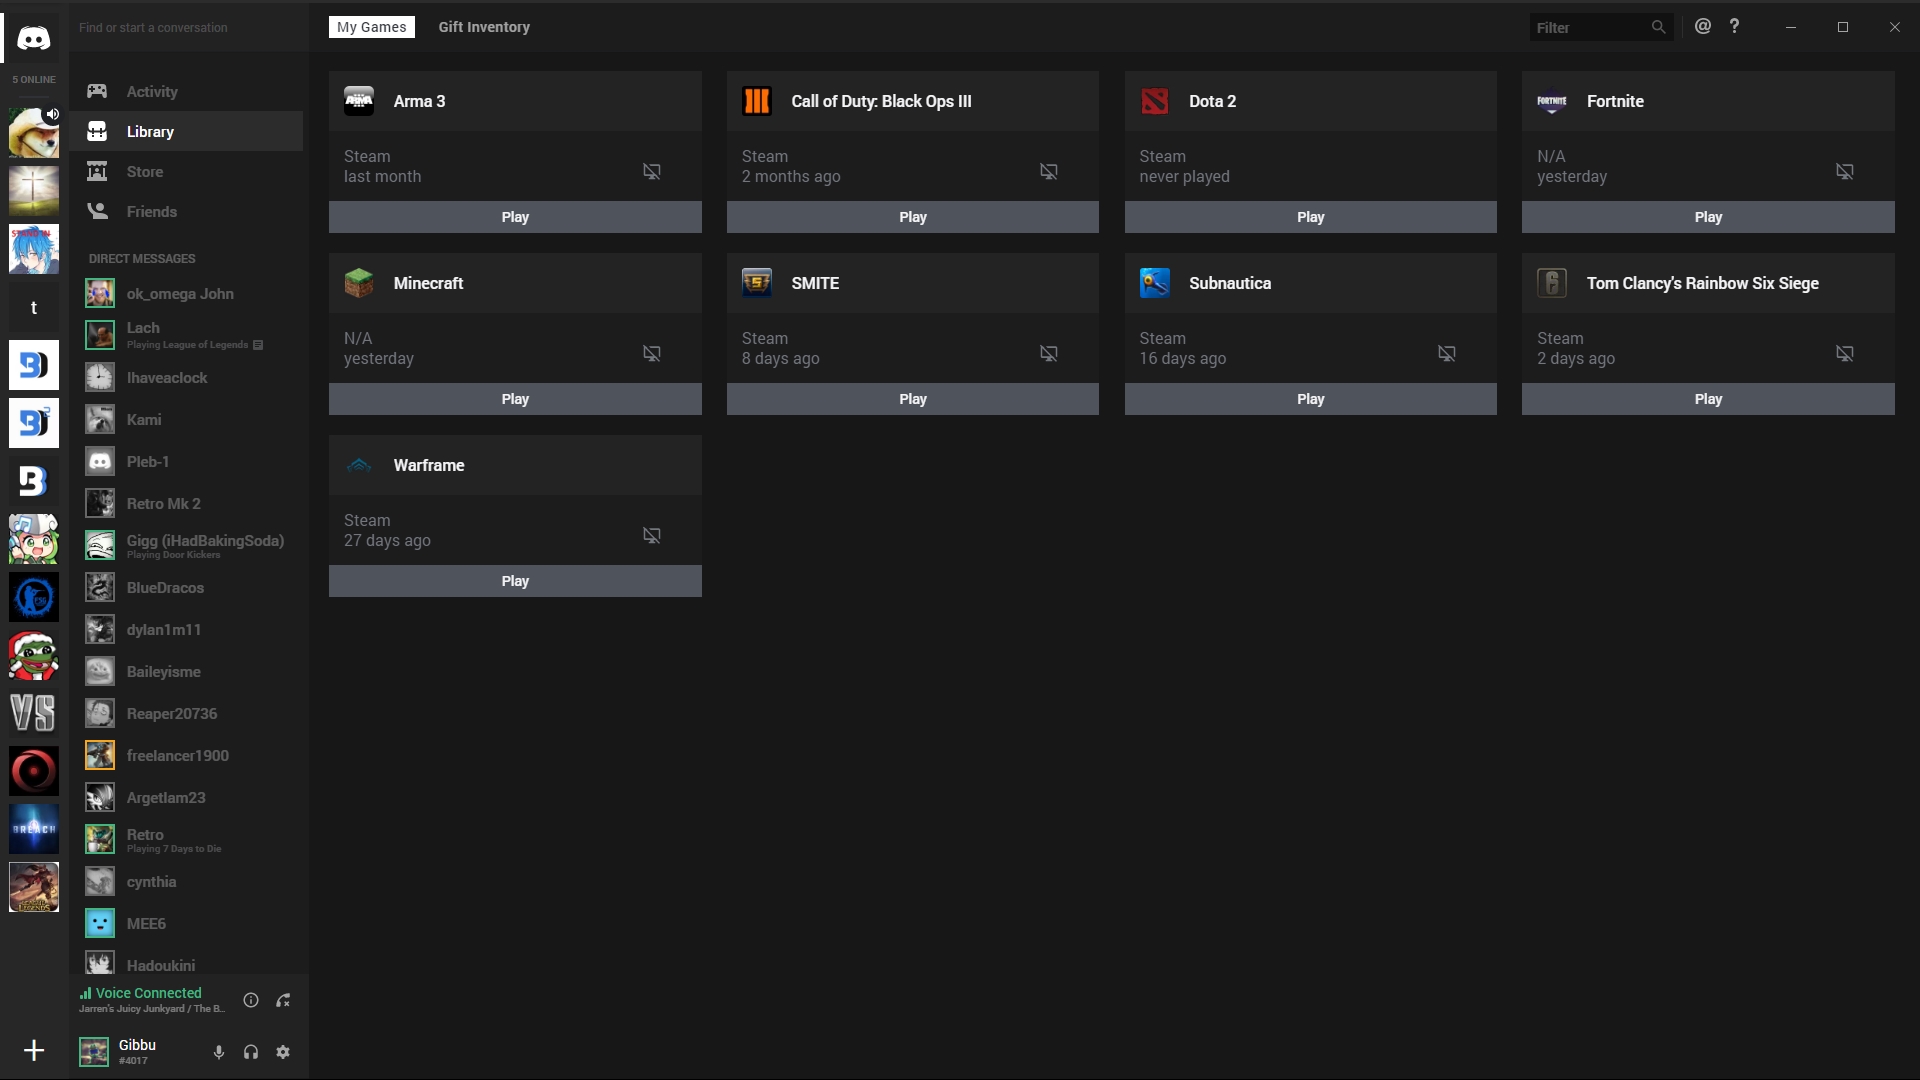 Find or start a conversation
My Games
Gift Inventory
Filter
5 ONLINE
Activity
Library
Store
Friends
DIRECT MESSAGES
ok_omega John
Lach
Playing League of Legends
Ihaveaclock
Kami
Pleb-1
Retro Mk 2
Gigg (iHadBakingSoda)
Playing Door Kickers
BlueDracos
dylan1m11
Baileyisme
Reaper20736
freelancer1900
Argetlam23
Retro
Playing 7 Days to Die
cynthia
MEE6
Hadoukini
Voice Connected
Jarren's Juicy Junkyard / The B...
Gibbu
#4017
STAND IN
t
VS
BREACH
LEGENDS
Arma 3
Steam
last month
Play
Call of Duty: Black Ops III
Steam
2 months ago
Play
Dota 2
Steam
never played
Play
FORTNITE
Fortnite
N/A
yesterday
Play
Minecraft
N/A
yesterday
Play
SMITE
Steam
8 days ago
Play
Subnautica
Steam
16 days ago
Play
Tom Clancy's Rainbow Six Siege
Steam
2 days ago
Play
Warframe
Steam
27 days ago
Play